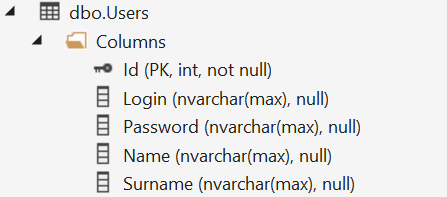 dbo.Users
Columns
Id (PK, int, not null)
Login (nvarchar(max), null)
Password (nvarchar(max), null)
Name (nvarchar(max), null)
Surname (nvarchar(max), null)